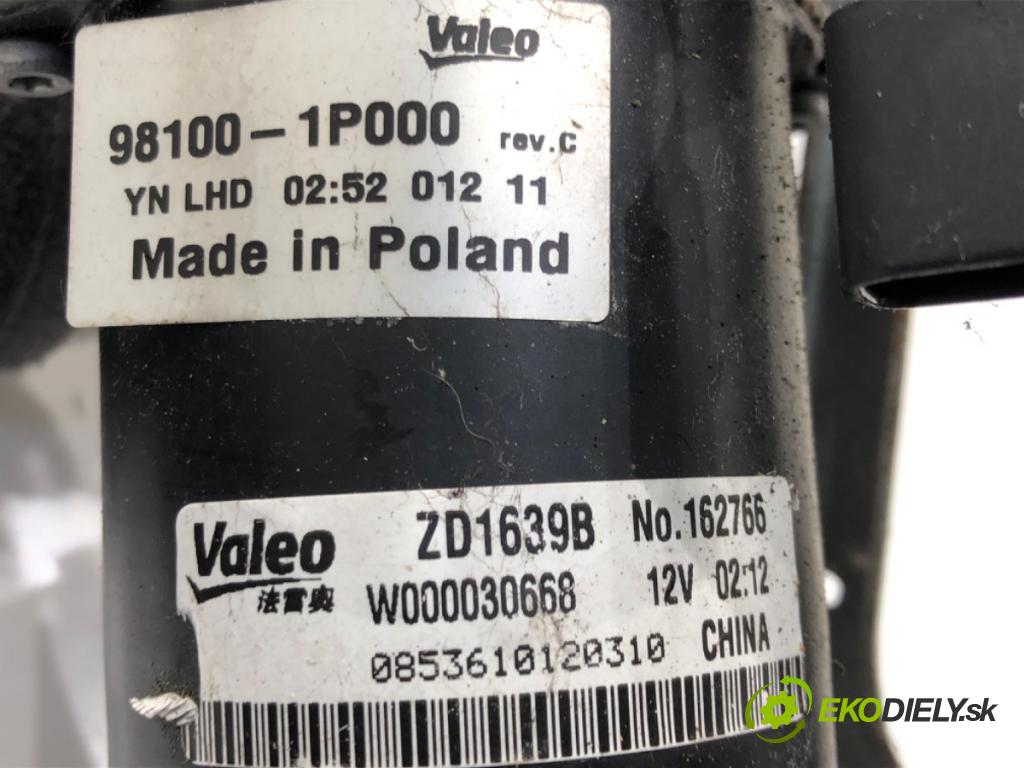 Valeo
98100-1P000 rev.C
YN LHD 02:52 012 11
Made in Poland
Valeo ZD1639B No.162766
法雷奥 W000030668 12V 02:12
0853610120310 CHINA
EKODIELY.sk